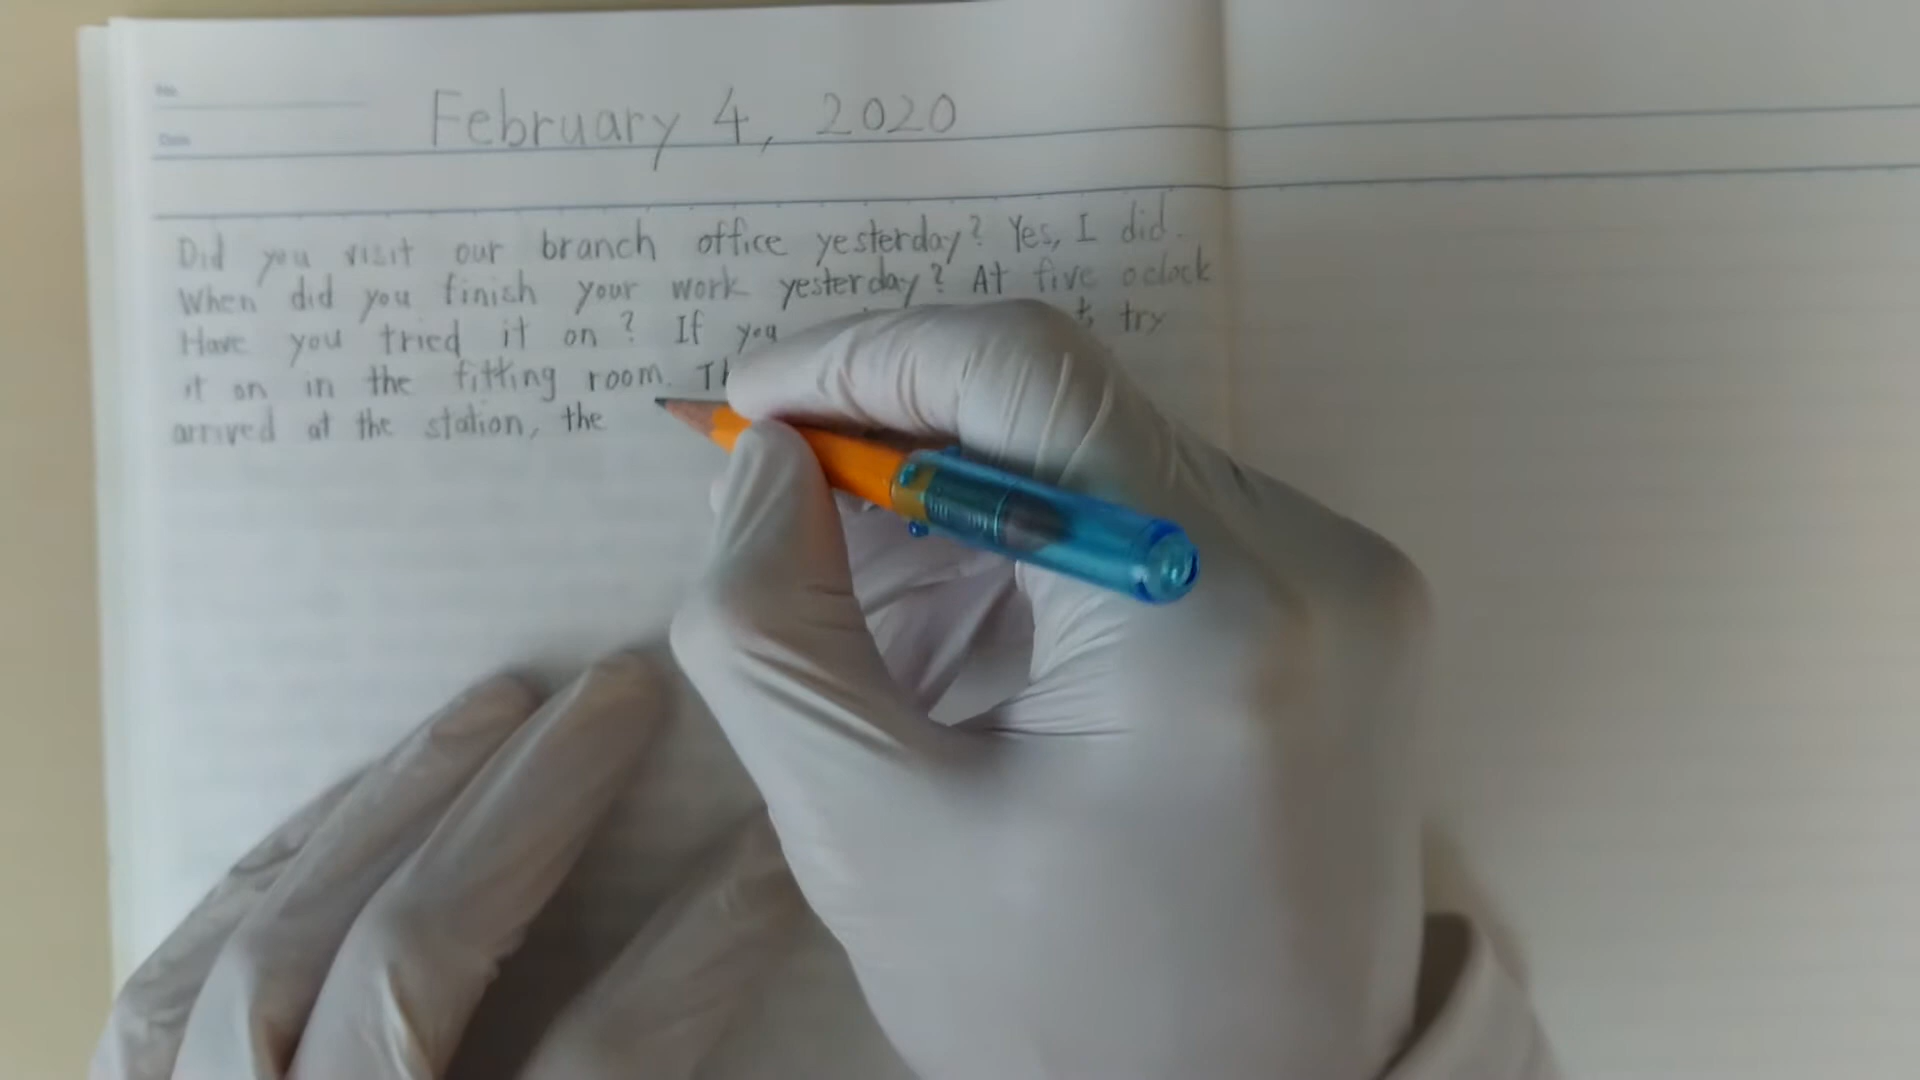 No.
Date
February 4, 2020
Did you visit our branch office yesterday? Yes, I did.
When did you finish your work yesterday? At five oclock
Have you tried it on? If you try
it on in the fitting room.
arrived at the station, the